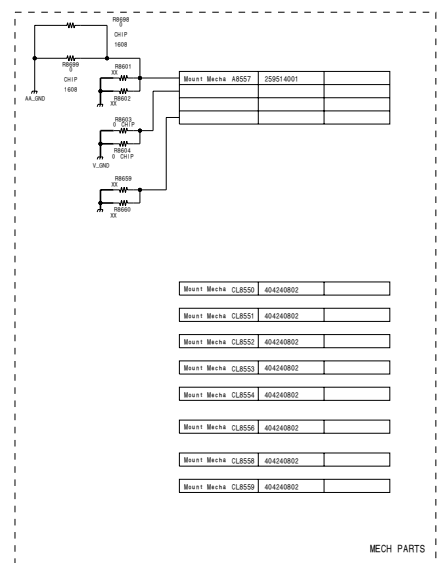 R8698
0
CHIP
1608
R8699
0
CHIP
1608
AA_GND
R8601
XX
R8602
XX
Mount Mecha A8557 259514001
R8603
0 CHIP
R8604
0 CHIP
V_GND
R8659
XX
R8660
XX
Mount Mecha CL8550 404240802
Mount Mecha CL8551 404240802
Mount Mecha CL8552 404240802
Mount Mecha CL8553 404240802
Mount Mecha CL8554 404240802
Mount Mecha CL8556 404240802
Mount Mecha CL8558 404240802
Mount Mecha CL8559 404240802
MECH PARTS